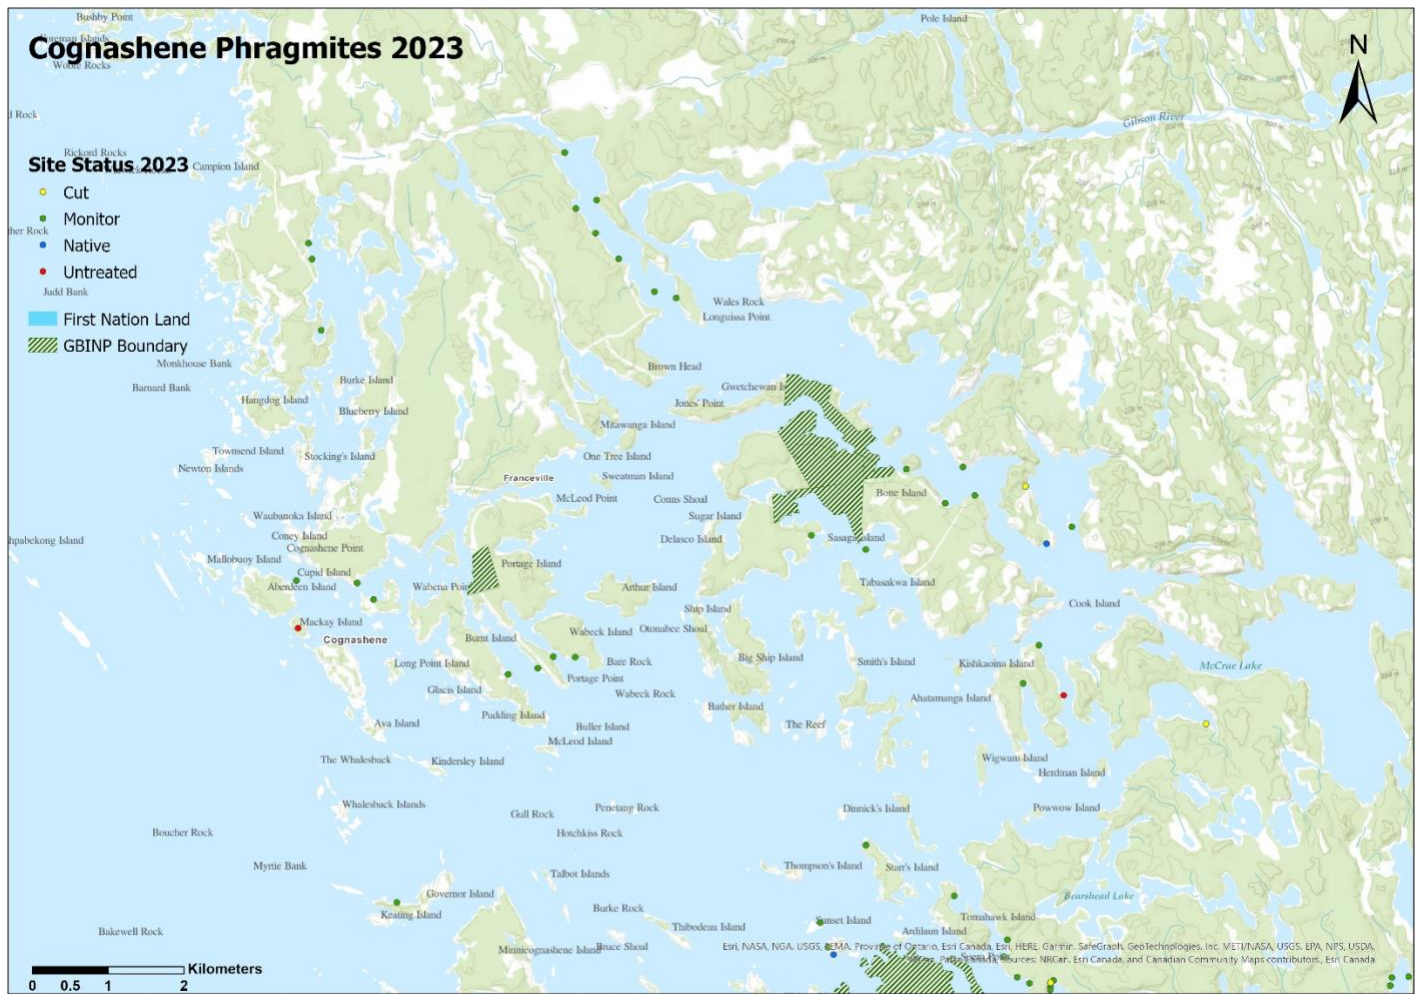 Bushby Point
Pole Island
Cognashene Phragmites 2023
N
Gibson River
Rickord Rocks
Campion Island
Site Status 2023
Cut
Monitor
Native
Untreated
First Nation Land
GBINP Boundary
Judd Bank
Wales Rock
Longuissa Point
Monkhouse Bank
Barnard Bank
Burke Island
Brown Head
Hangdog Island
Blueberry Island
Gwetchewan
Jones' Point
Mitawanga Island
Townsend Island
Stocking's Island
One Tree Island
Newton Islands
Franceville
Sweatman Island
McLeod Point
Conns Shoal
Bone Island
Waubanoka Island
Sugar Island
Coney Island
Cognashene Point
Delasco Island
Mallobuoy Island
Portage Island
Cupid Island
Aberdeen Island
Arthur Island
Tabasakwa Island
Cook Island
Ship Island
Mackay Island
Cognashene
Burnt Island
Wabeck Island
Otonabee Shoal
Long Point Island
Bare Rock
Big Ship Island
Smith's Island
Kishkaoina Island
McCrae Lake
Portage Point
Glacis Island
Wabeck Rock
Ahatamanga Island
Bather Island
Pudding Island
Ava Island
Buller Island
The Reef
McLeod Island
The Whalesback
Kindersley Island
Wigwam Island
Herdman Island
Whalesback Islands
Gull Rock
Penetang Rock
Dinnick's Island
Powwow Island
Boucher Rock
Hotchkiss Rock
Myrtie Bank
Talbot Islands
Thompson's Island
Starr's Island
Governor Island
Keating Island
Burke Rock
Bearshead Lake
Tomahawk Island
Bakewell Rock
Thibodeau Island
Sunset Island
Ardilaun Island
Minnicognashene Island
Bruce Shoal
Kilometers
0 0.5 1 2